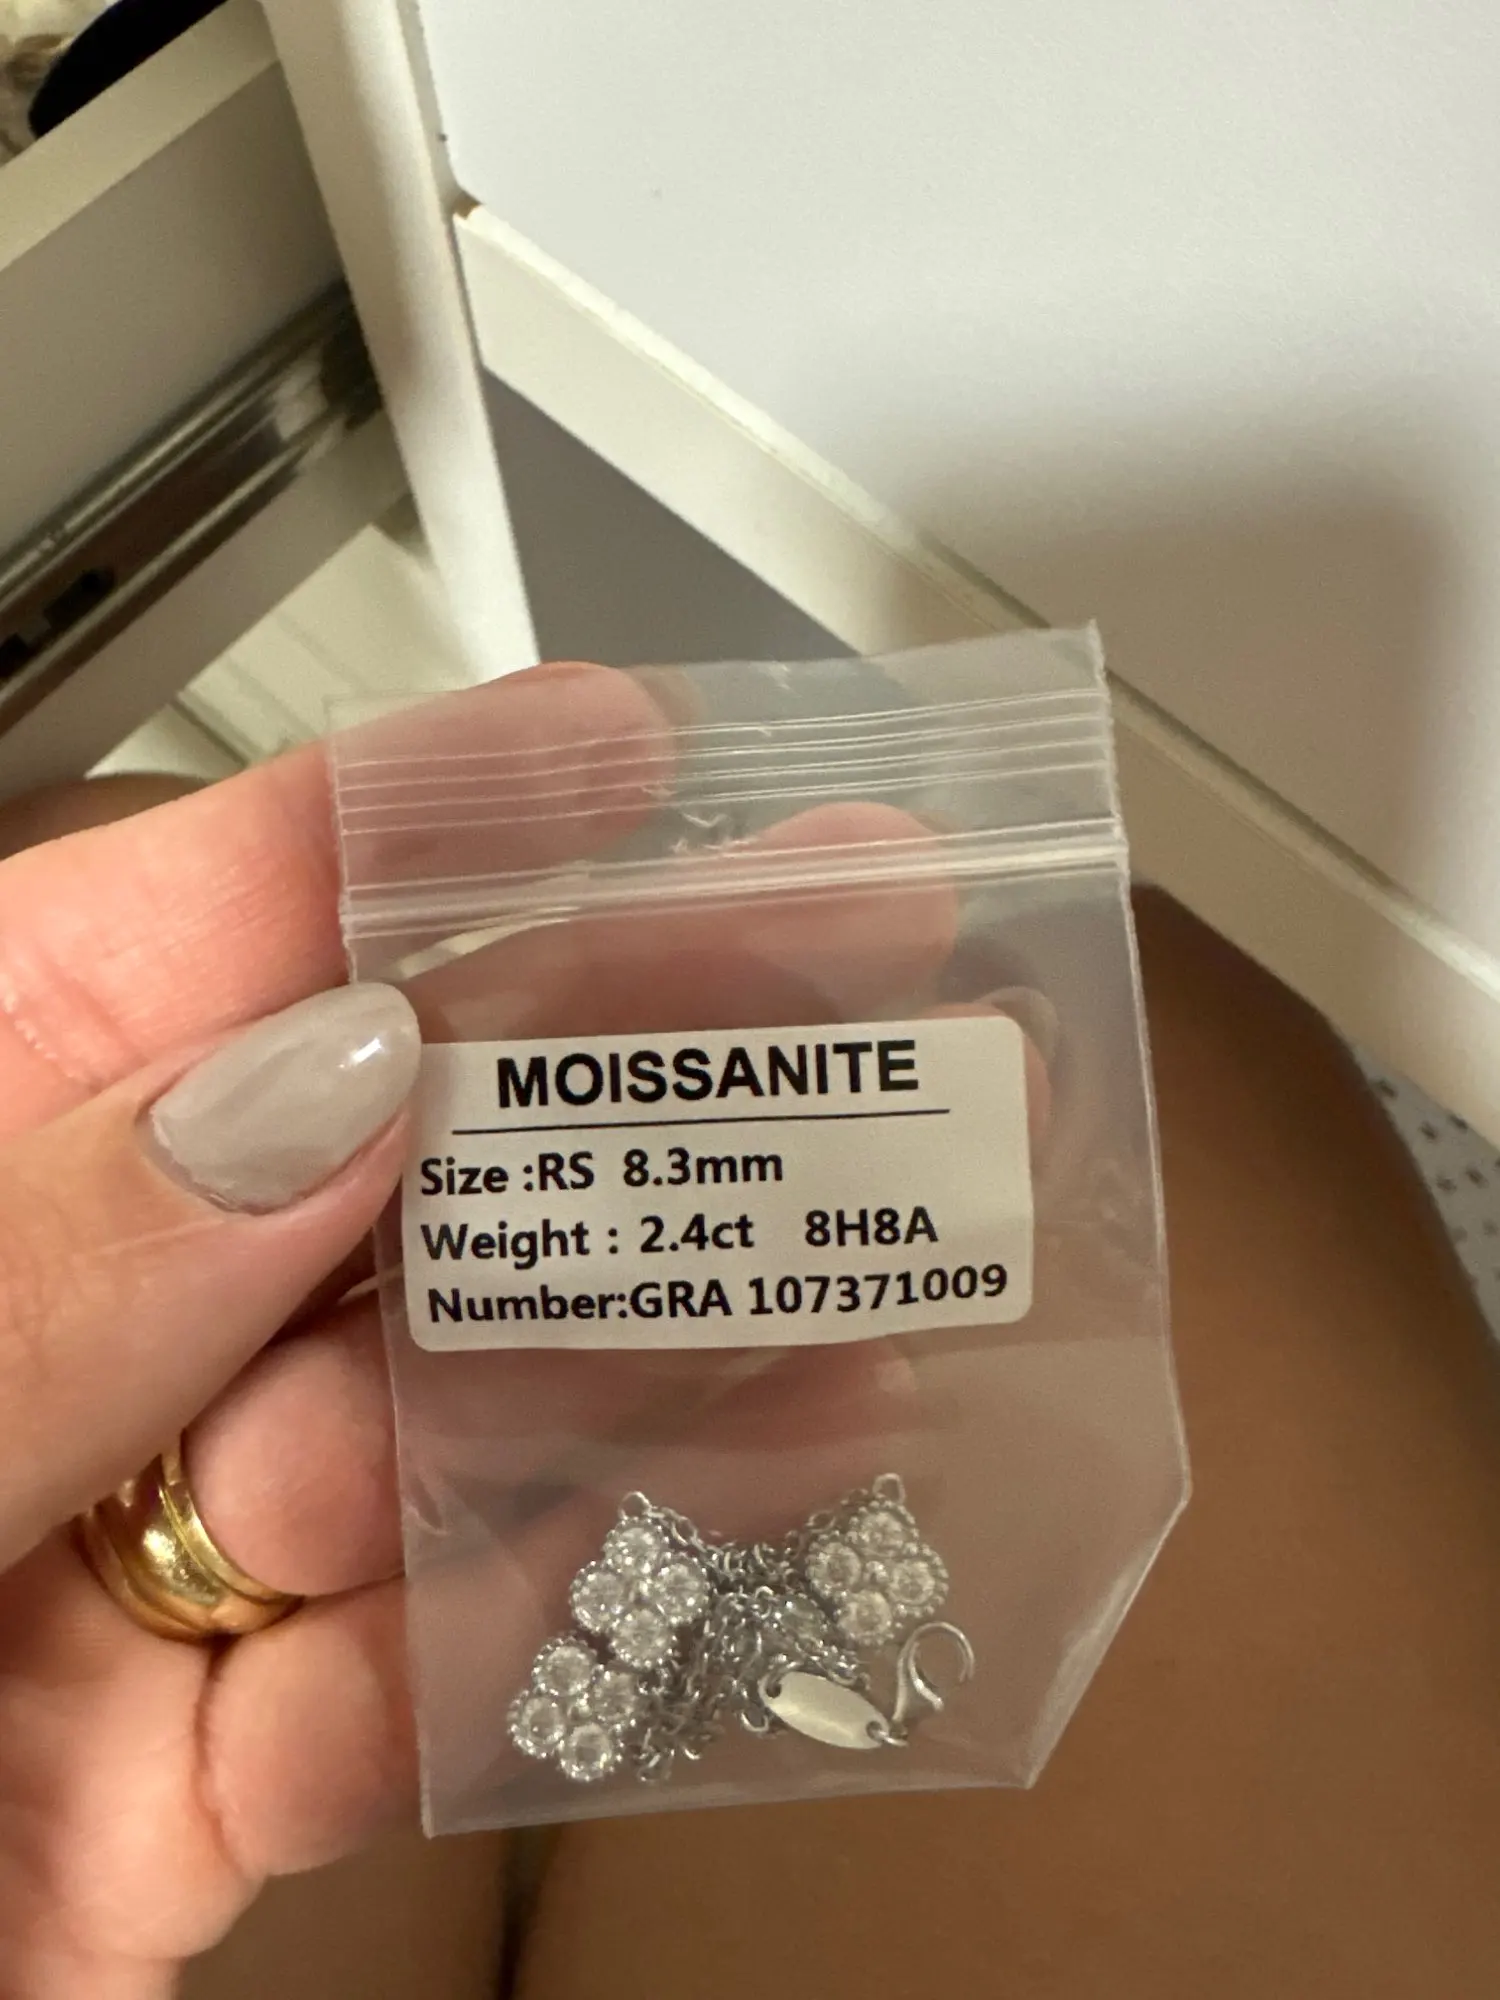 MOISSANITE
Size :RS 8.3mm
Weight : 2.4ct 8H8A
Number:GRA 107371009